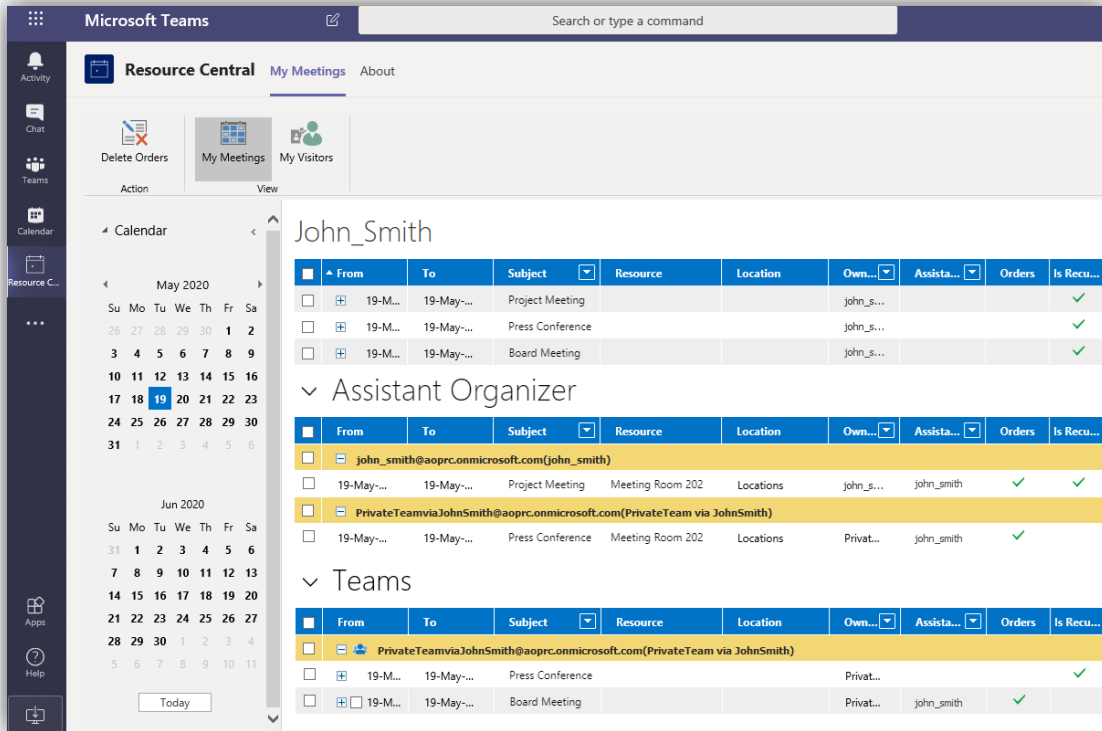 Microsoft Teams Search or type a command
Activity
Chat
Teams
Calendar
Resource C...
Apps
Help
Resource Central My Meetings About
Delete Orders My Meetings My Visitors
Action View
Calendar
May 2020
Su Mo Tu We Th Fr Sa
26 27 28 29 30 1 2
3 4 5 6 7 8 9
10 11 12 13 14 15 16
17 18 19 20 21 22 23
24 25 26 27 28 29 30
31 1 2 3 4 5 6
Jun 2020
Su Mo Tu We Th Fr Sa
31 1 2 3 4 5 6
7 8 9 10 11 12 13
14 15 16 17 18 19 20
21 22 23 24 25 26 27
28 29 30 1 2 3 4
5 6 7 8 9 10 11
Today
John_Smith
From To Subject Resource Location Own... Assista... Orders Is Recu...
19-M... 19-May-... Project Meeting john_s...
19-M... 19-May-... Press Conference john_s...
19-M... 19-May-... Board Meeting john_s...
Assistant Organizer
From To Subject Resource Location Own... Assista... Orders Is Recu...
john_smith@aoprc.onmicrosoft.com(john_smith)
19-May-... 19-May-... Project Meeting Meeting Room 202 Locations john_s... john_smith
PrivateTeamviaJohnSmith@aoprc.onmicrosoft.com(PrivateTeam via JohnSmith)
19-May-... 19-May-... Press Conference Meeting Room 202 Locations Privat... john_smith
Teams
From To Subject Resource Location Own... Assista... Orders Is Recu...
PrivateTeamviaJohnSmith@aoprc.onmicrosoft.com(PrivateTeam via JohnSmith)
19-M... 19-May-... Press Conference Privat...
19-M... 19-May-... Board Meeting Privat... john_smith